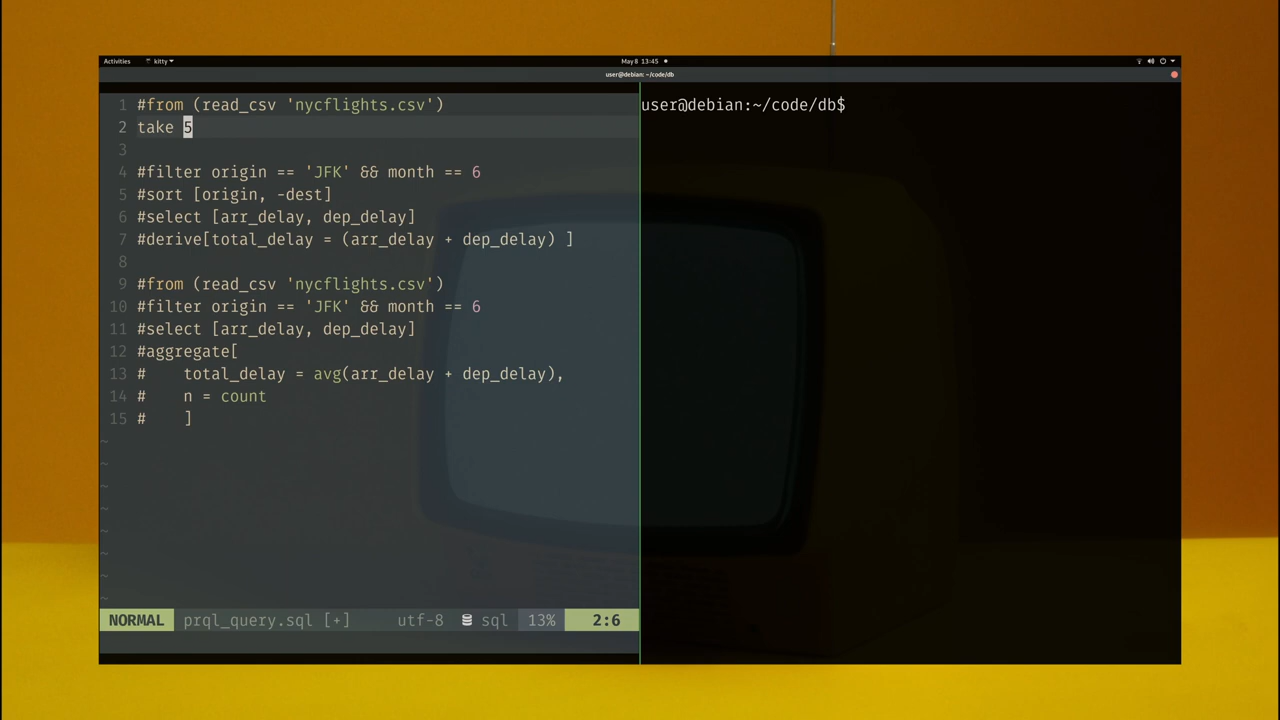 Activities kitty May 8 13:45
user@debian: ~/code/db
1 #from (read_csv 'nycflights.csv')
2 take 5
3
4 #filter origin == 'JFK' && month == 6
5 #sort [origin, -dest]
6 #select [arr_delay, dep_delay]
7 #derive[total_delay = (arr_delay + dep_delay) ]
8
9 #from (read_csv 'nycflights.csv')
10 #filter origin == 'JFK' && month == 6
11 #select [arr_delay, dep_delay]
12 #aggregate[
13 #    total_delay = avg(arr_delay + dep_delay),
14 #    n = count
15 #    ]
~
~
~
~
~
~
~
~
NORMAL prql_query.sql [+] utf-8 sql 13% 2:6
user@debian:~/code/db$